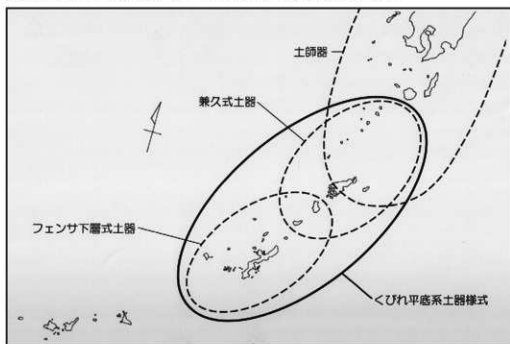 土師器
兼久式土器
フェンサ下層式土器
くびれ平底系土器様式